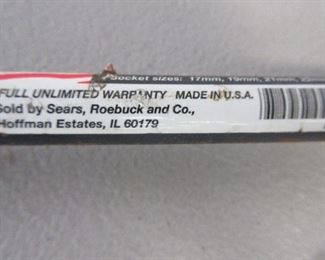 Socket sizes: 17mm, 19mm, 21mm,
FULL UNLIMITED WARRANTY MADE IN U.S.A.
Sold by Sears, Roebuck and Co.,
Hoffman Estates, IL 60179